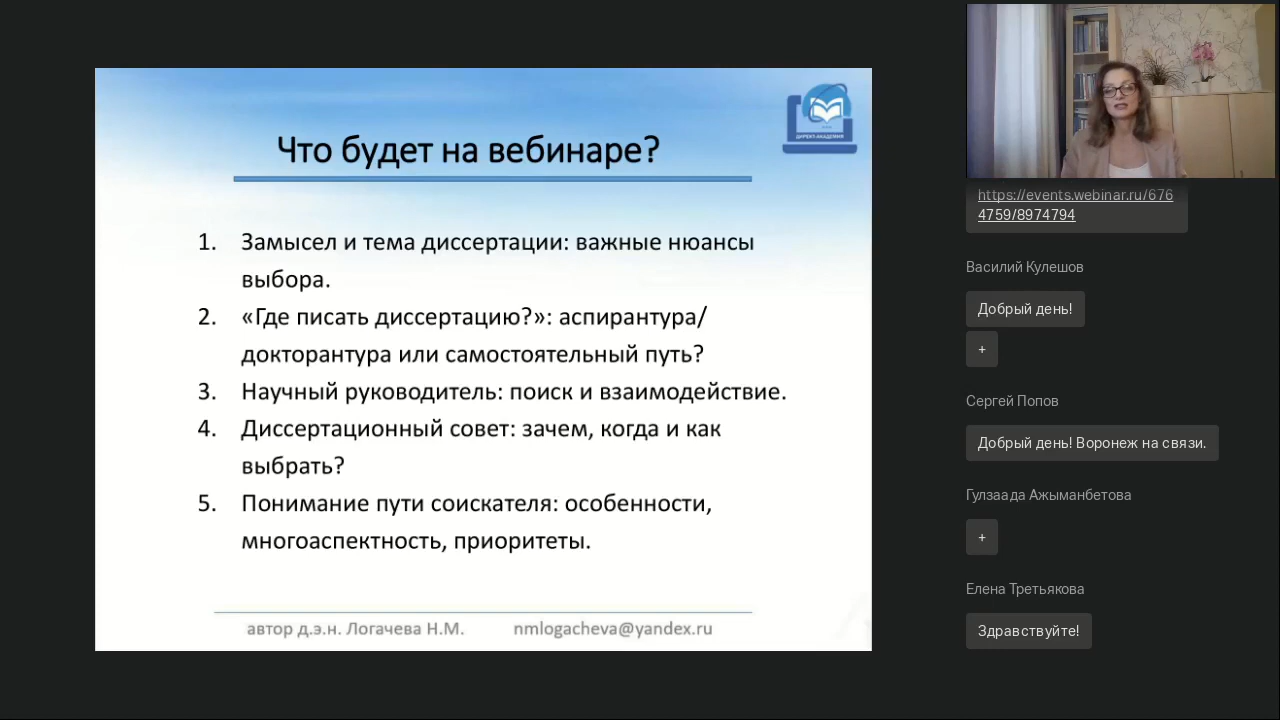 Что будет на вебинаре?
ДИРЕКТ-АКАДЕМИЯ
1. Замысел и тема диссертации: важные нюансы
выбора.
2. «Где писать диссертацию?»: аспирантура/
докторантура или самостоятельный путь?
3. Научный руководитель: поиск и взаимодействие.
4. Диссертационный совет: зачем, когда и как
выбрать?
5. Понимание пути соискателя: особенности,
многоаспектность, приоритеты.
автор д.э.н. Логачева Н.М. nmlogacheva@yandex.ru
https://events.webinar.ru/676
4759/8974794
Василий Кулешов
Добрый день!
+
Сергей Попов
Добрый день! Воронеж на связи.
Гулзаада Ажыманбетова
+
Елена Третьякова
Здравствуйте!